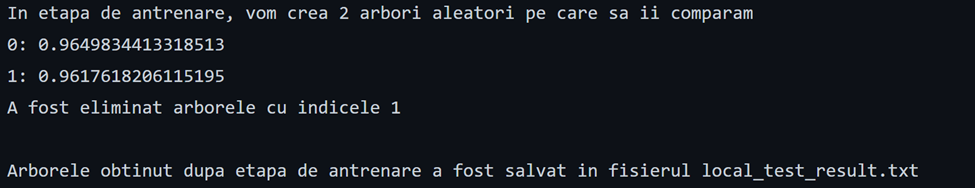 In etapa de antrenare, vom crea 2 arbori aleatori pe care sa ii comparam
0: 0.9649834413318513
1: 0.9617618206115195
A fost eliminat arborele cu indicele 1
Arborele obtinut dupa etapa de antrenare a fost salvat in fisierul local_test_result.txt